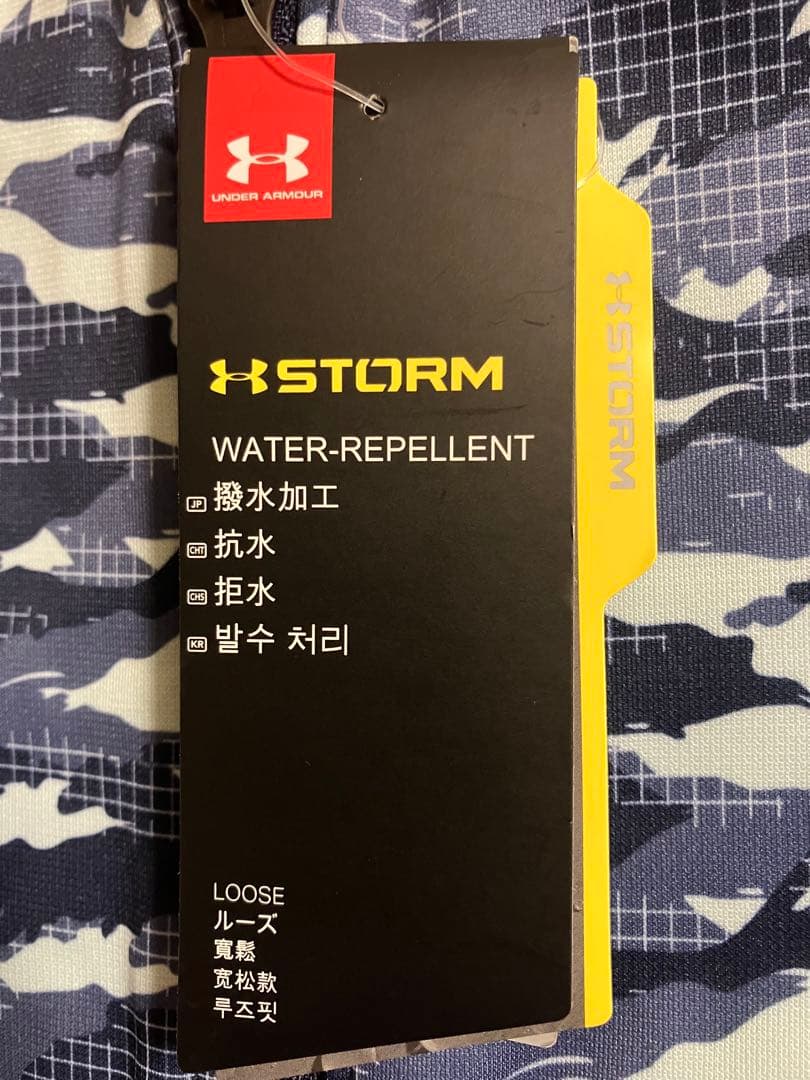 UNDER ARMOUR
STORM
WATER-REPELLENT
JP 撥水加工
CHT 抗水
CHS 拒水
KR 발수 처리
LOOSE
ルーズ
寬鬆
宽松款
루즈핏
STORM